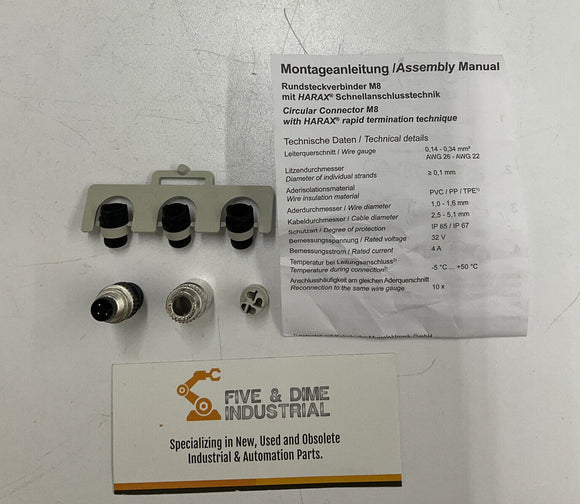 Montageanleitung /Assembly Manual
Rundsteckverbinder M8
mit HARAX® Schnellanschlusstechnik
Circular Connector M8
with HARAX® rapid termination technique
Technische Daten / Technical details
Leiterquerschnitt / Wire gauge 0,14 - 0,34 mm²
AWG 26 - AWG 22
Litzendurchmesser
Diameter of individual strands ≥ 0,1 mm
Aderisolationsmaterial
Wire insulation material PVC / PP / TPE¹⁾
Aderdurchmesser / Wire diameter 1,0 - 1,6 mm
Kabeldurchmesser / Cable diameter 2,5 - 5,1 mm
Schutzart / Degree of protection IP 65 / IP 67
Bemessungsspannung / Rated voltage 32 V
Bemessungsstrom / Rated current 4 A
Temperatur bei Leitungsanschluss²⁾
Temperature during connection²⁾ -5 °C ... +50 °C
Anschlusshäufigkeit am gleichen Aderquerschnitt
Reconnection to the same wire gauge 10 x
FIVE & DIME
INDUSTRIAL
Specializing in New, Used and Obsolete
Industrial & Automation Parts.